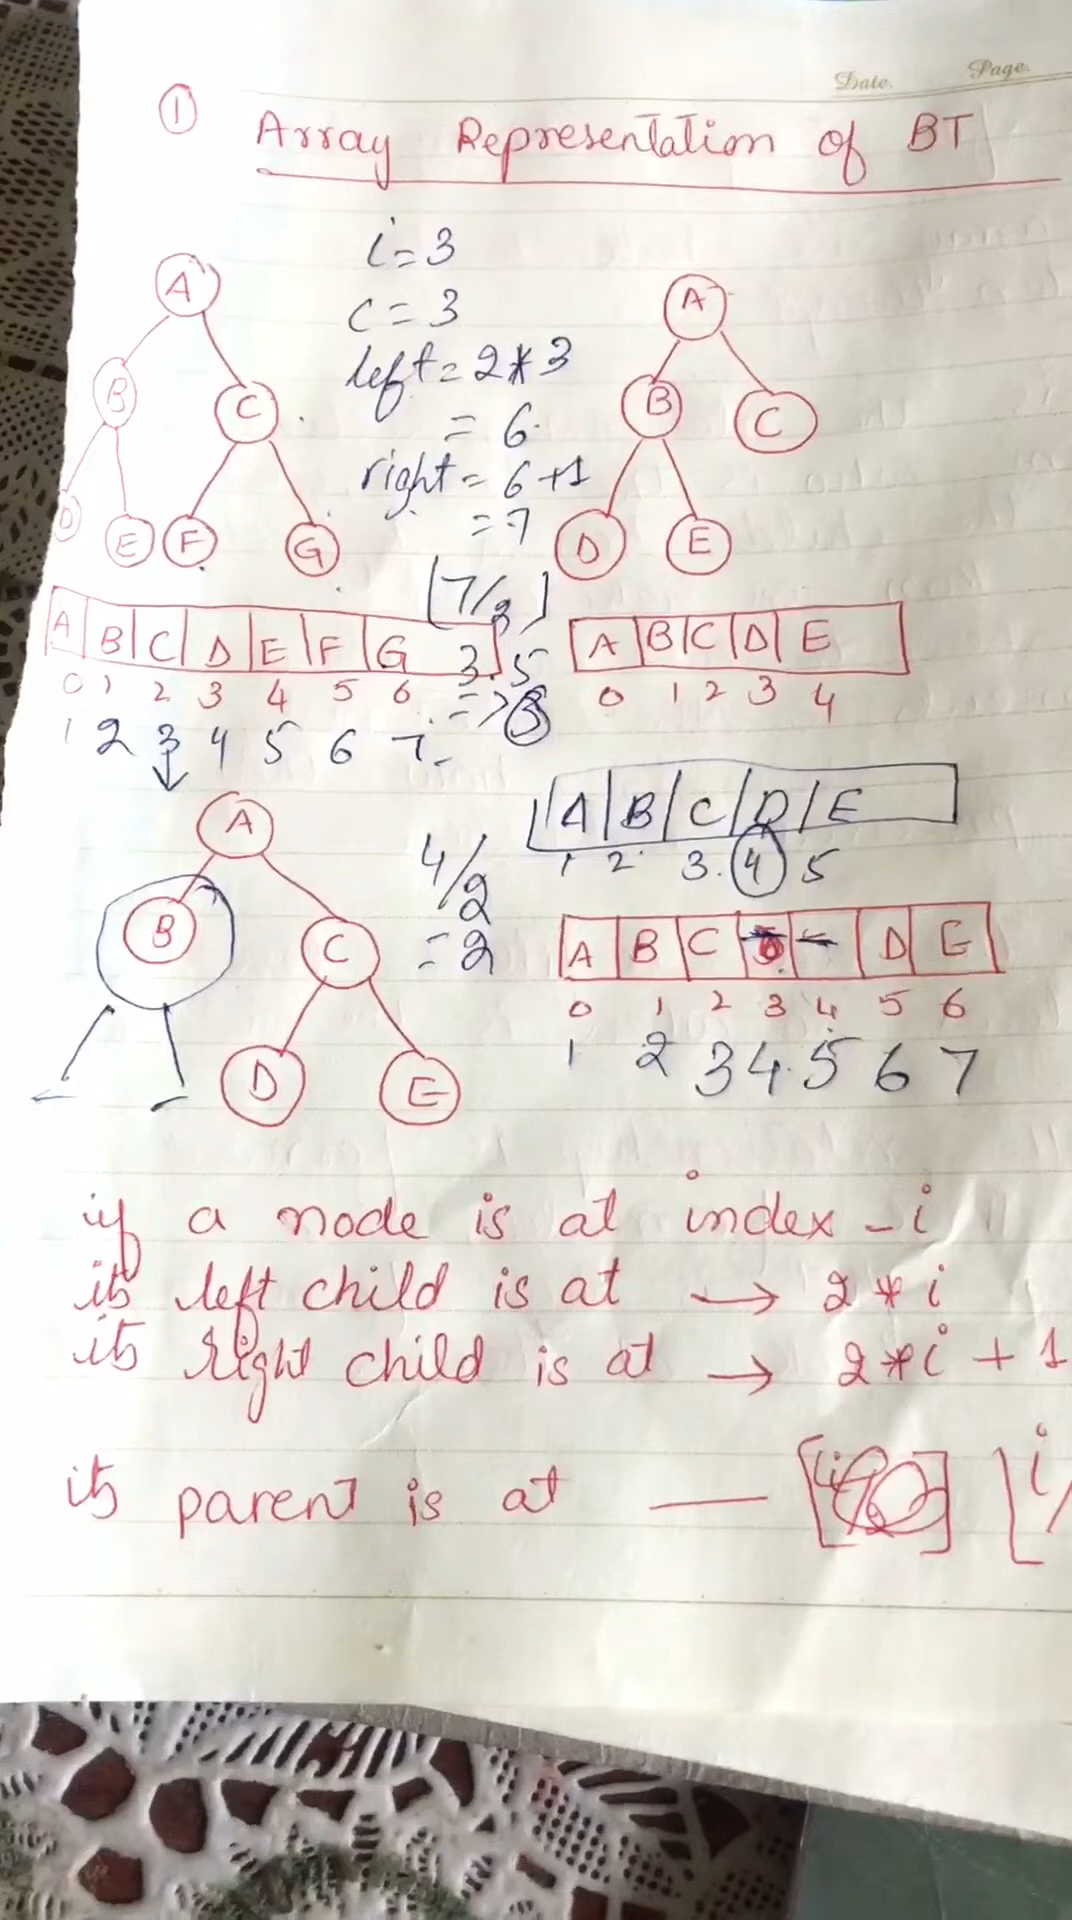 Date. Page.
① Array Representation of BT
i = 3
c = 3
left = 2 * 3
= 6
right = 6 + 1
= 7
A
B C
D E F G
A
B C
D E
[7/2]
3.5
=> 3
A B C D E F G
0 1 2 3 4 5 6
1 2 3 4 5 6 7
A B C D E
0 1 2 3 4
A B C D E
1 2 3. 4 5
A
B C
D E
4/2
= 2
A B C - - D E
0 1 2 3 4 5 6
1 2 3 4 5 6 7
if a node is at index - i
its left child is at → 2 * i
its right child is at → 2 * i + 1
its parent is at — [i/